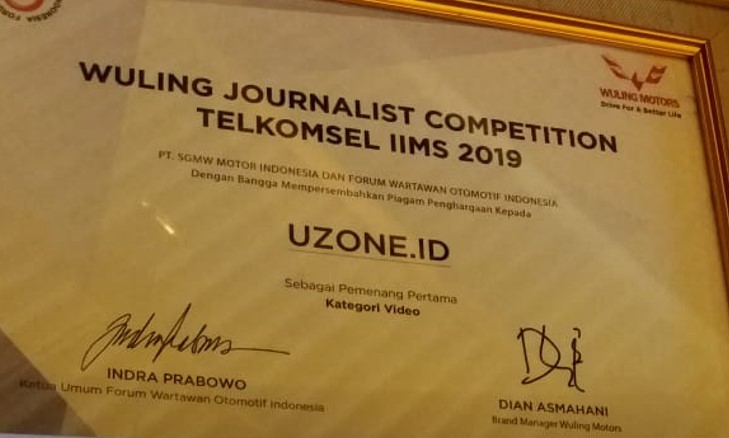 WULING MOTORS
Drive For A Better Life
WULING JOURNALIST COMPETITION
TELKOMSEL IIMS 2019
PT. SGMW MOTOR INDONESIA DAN FORUM WARTAWAN OTOMOTIF INDONESIA
Dengan Bangga Mempersembahkan Piagam Penghargaan Kepada
UZONE.ID
Sebagai Pemenang Pertama
Kategori Video
INDRA PRABOWO
Ketua Umum Forum Wartawan Otomotif Indonesia
DIAN ASMAHANI
Brand Manager Wuling Motors